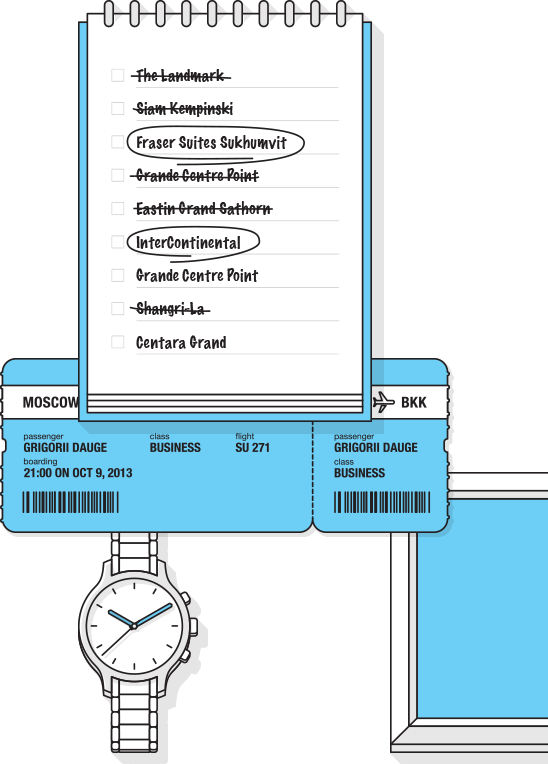 The Landmark
Siam Kempinski
Fraser Suites Sukhumvit
Grande Centre Point
Eastin Grand Sathorn
InterContinental
Grande Centre Point
Shangri-La
Centara Grand
MOSCOW BKK
passenger class flight passenger
GRIGORII DAUGE BUSINESS SU 271 GRIGORII DAUGE
boarding class
21:00 ON OCT 9, 2013 BUSINESS